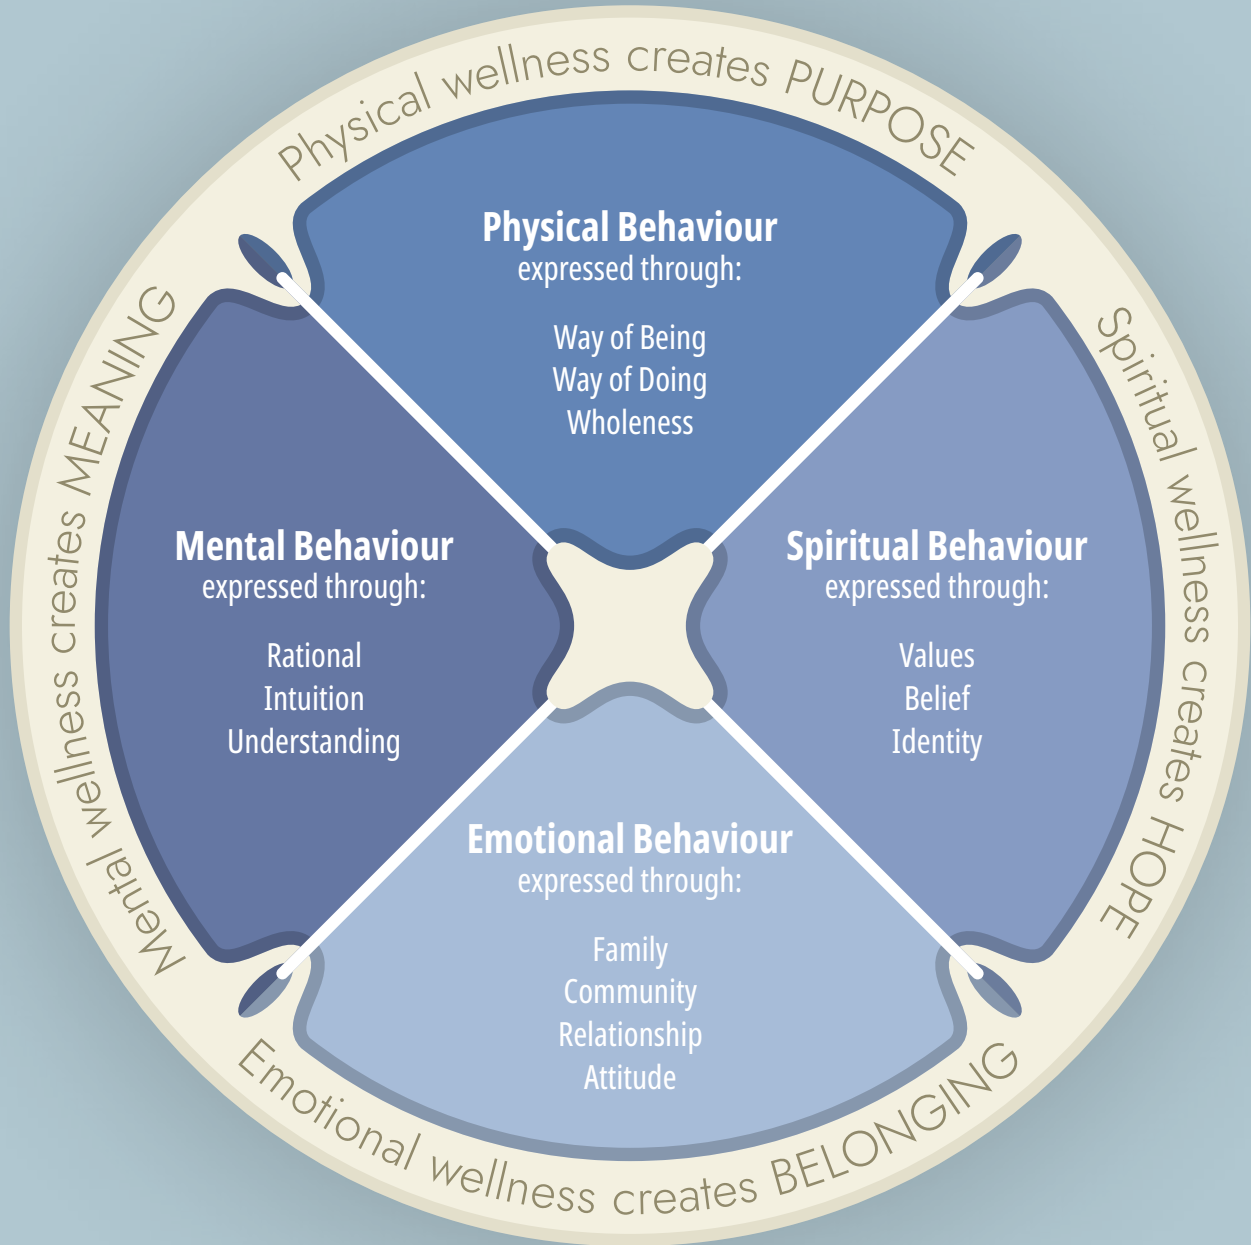 Physical wellness creates PURPOSE
Physical Behaviour
expressed through:
Way of Being
Way of Doing
Wholeness
Spiritual wellness creates HOPE
Spiritual Behaviour
expressed through:
Values
Belief
Identity
Emotional Behaviour
expressed through:
Family
Community
Relationship
Attitude
Emotional wellness creates BELONGING
Mental wellness creates MEANING
Mental Behaviour
expressed through:
Rational
Intuition
Understanding